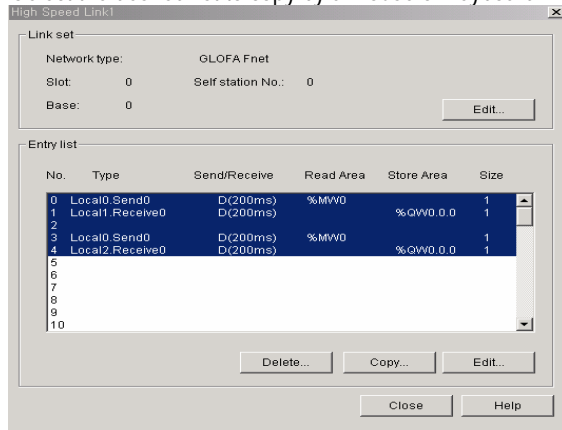 High Speed Link1
Link set
Network type: GLOFA Fnet
Slot: 0 Self station No.: 0
Base: 0
Edit...
Entry list
No. Type Send/Receive Read Area Store Area Size
0 Local0.Send0 D(200ms) %MW0 1
1 Local1.Receive0 D(200ms) %QW0.0.0 1
2
3 Local0.Send0 D(200ms) %MW0 1
4 Local2.Receive0 D(200ms) %QW0.0.0 1
5
6
7
8
9
10
Delete... Copy... Edit...
Close Help